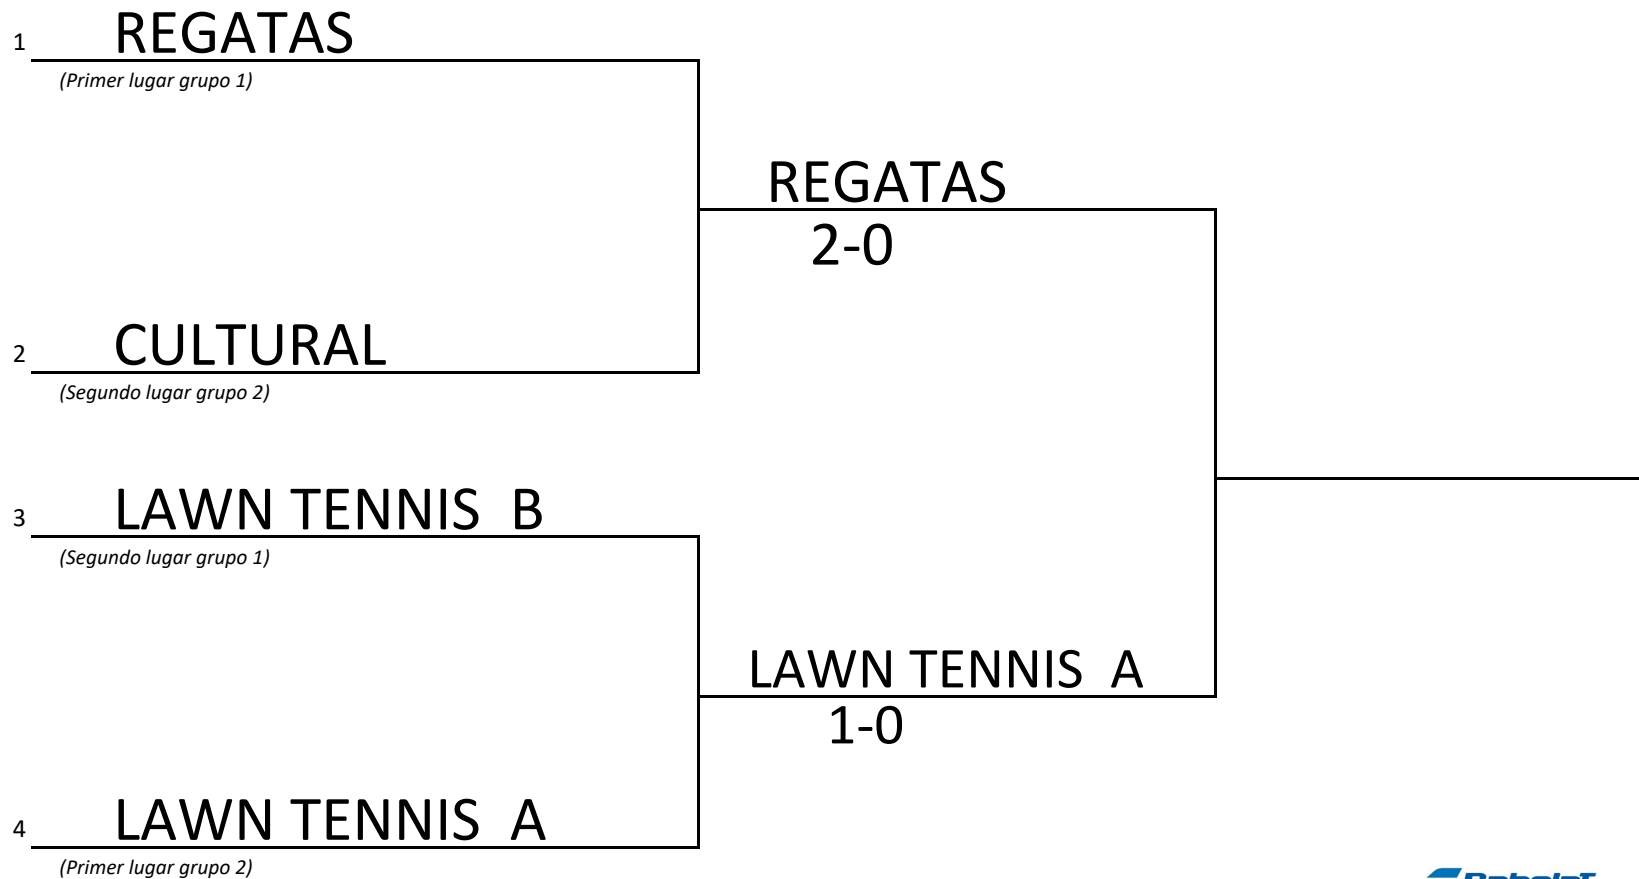 1 REGATAS
(Primer lugar grupo 1)
REGATAS
2-0
2 CULTURAL
(Segundo lugar grupo 2)
3 LAWN TENNIS B
(Segundo lugar grupo 1)
LAWN TENNIS A
1-0
4 LAWN TENNIS A
(Primer lugar grupo 2)